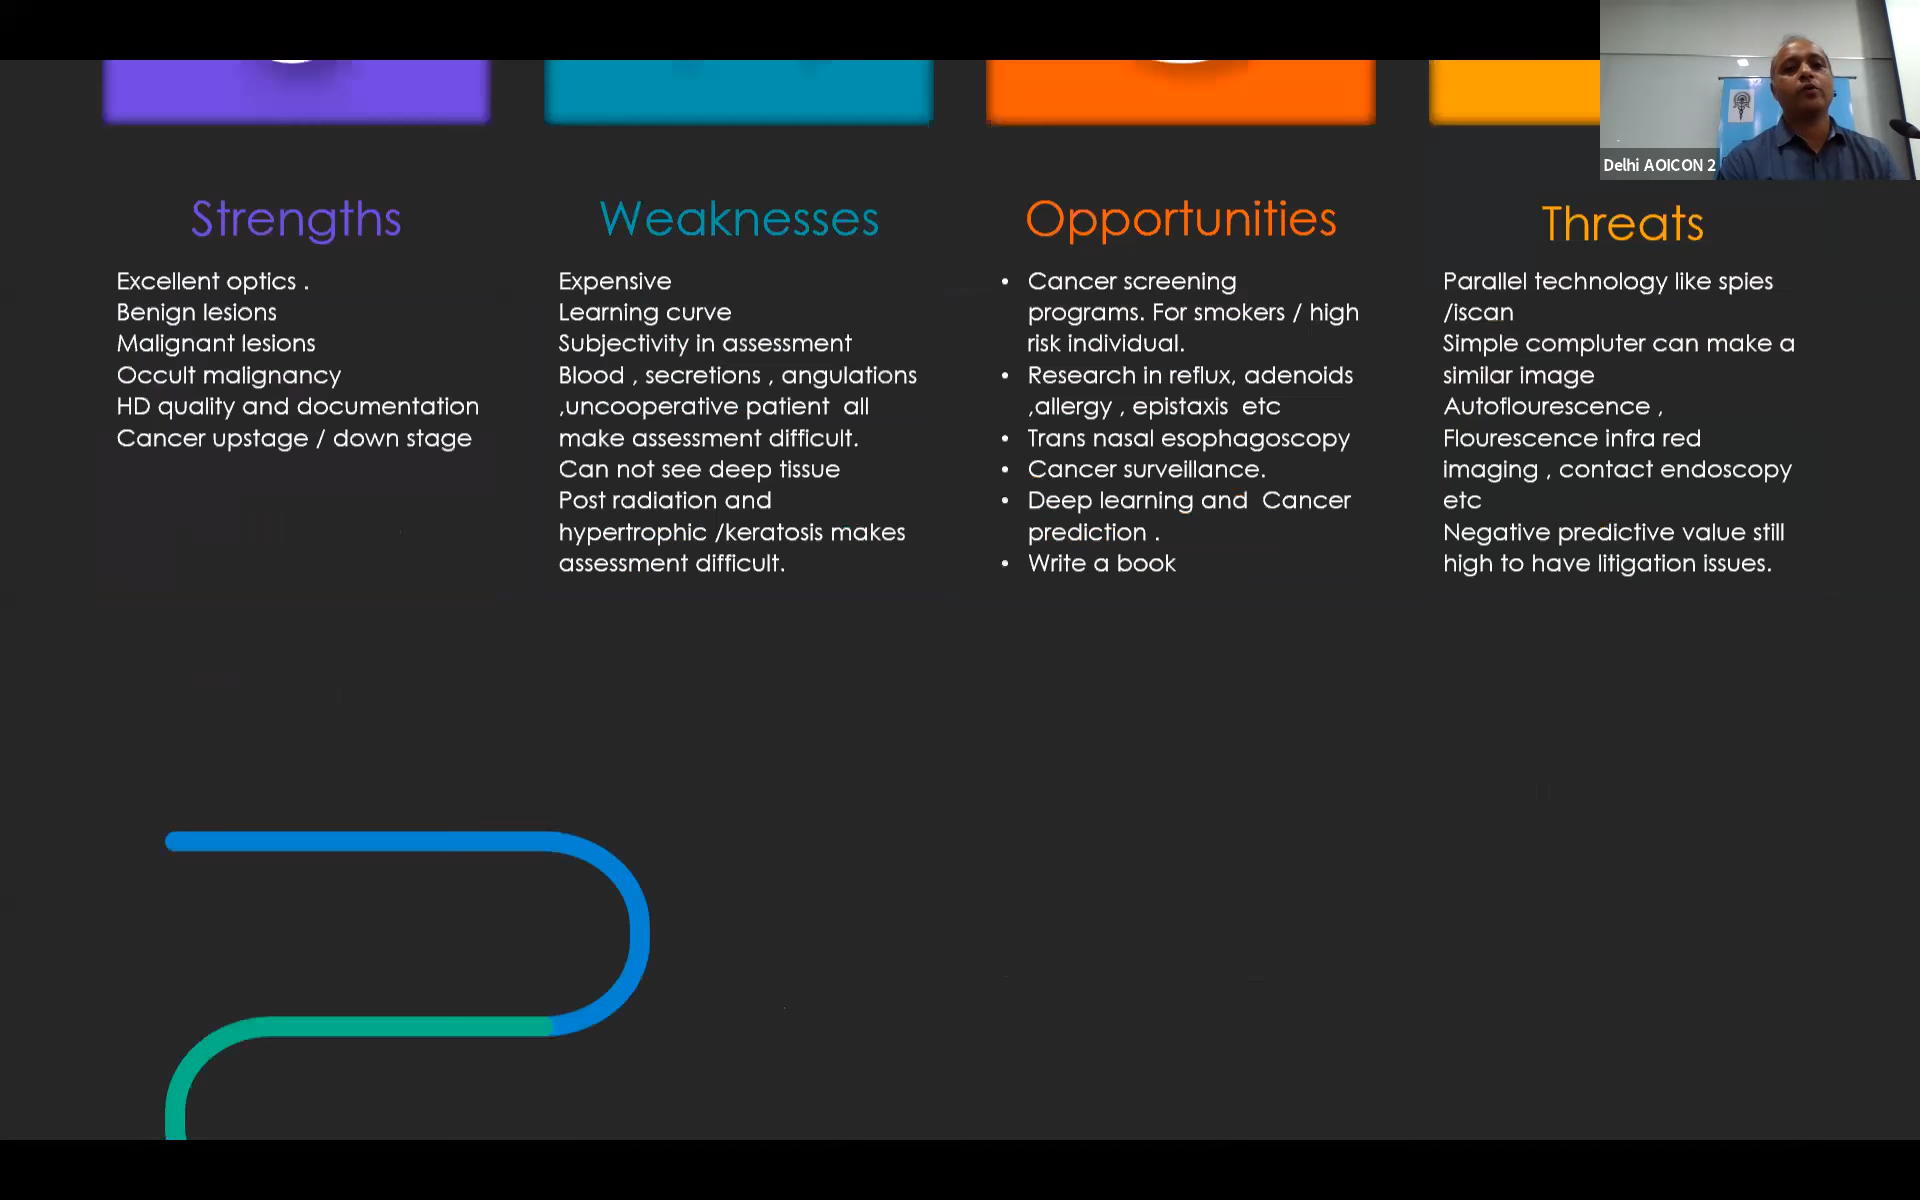 Delhi AOICON 2
Strengths
Excellent optics .
Benign lesions
Malignant lesions
Occult malignancy
HD quality and documentation
Cancer upstage / down stage
Weaknesses
Expensive
Learning curve
Subjectivity in assessment
Blood , secretions , angulations
,uncooperative patient all
make assessment difficult.
Can not see deep tissue
Post radiation and
hypertrophic /keratosis makes
assessment difficult.
Opportunities
• Cancer screening
programs. For smokers / high
risk individual.
• Research in reflux, adenoids
,allergy , epistaxis etc
• Trans nasal esophagoscopy
• Cancer surveillance.
• Deep learning and Cancer
prediction .
• Write a book
Threats
Parallel technology like spies
/iscan
Simple compluter can make a
similar image
Autoflourescence ,
Flourescence infra red
imaging , contact endoscopy
etc
Negative predictive value still
high to have litigation issues.